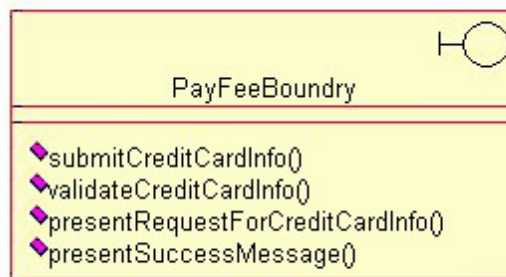 PayFeeBoundry
submitCreditCardInfo()
validateCreditCardInfo()
presentRequestForCreditCardInfo()
presentSuccessMessage()